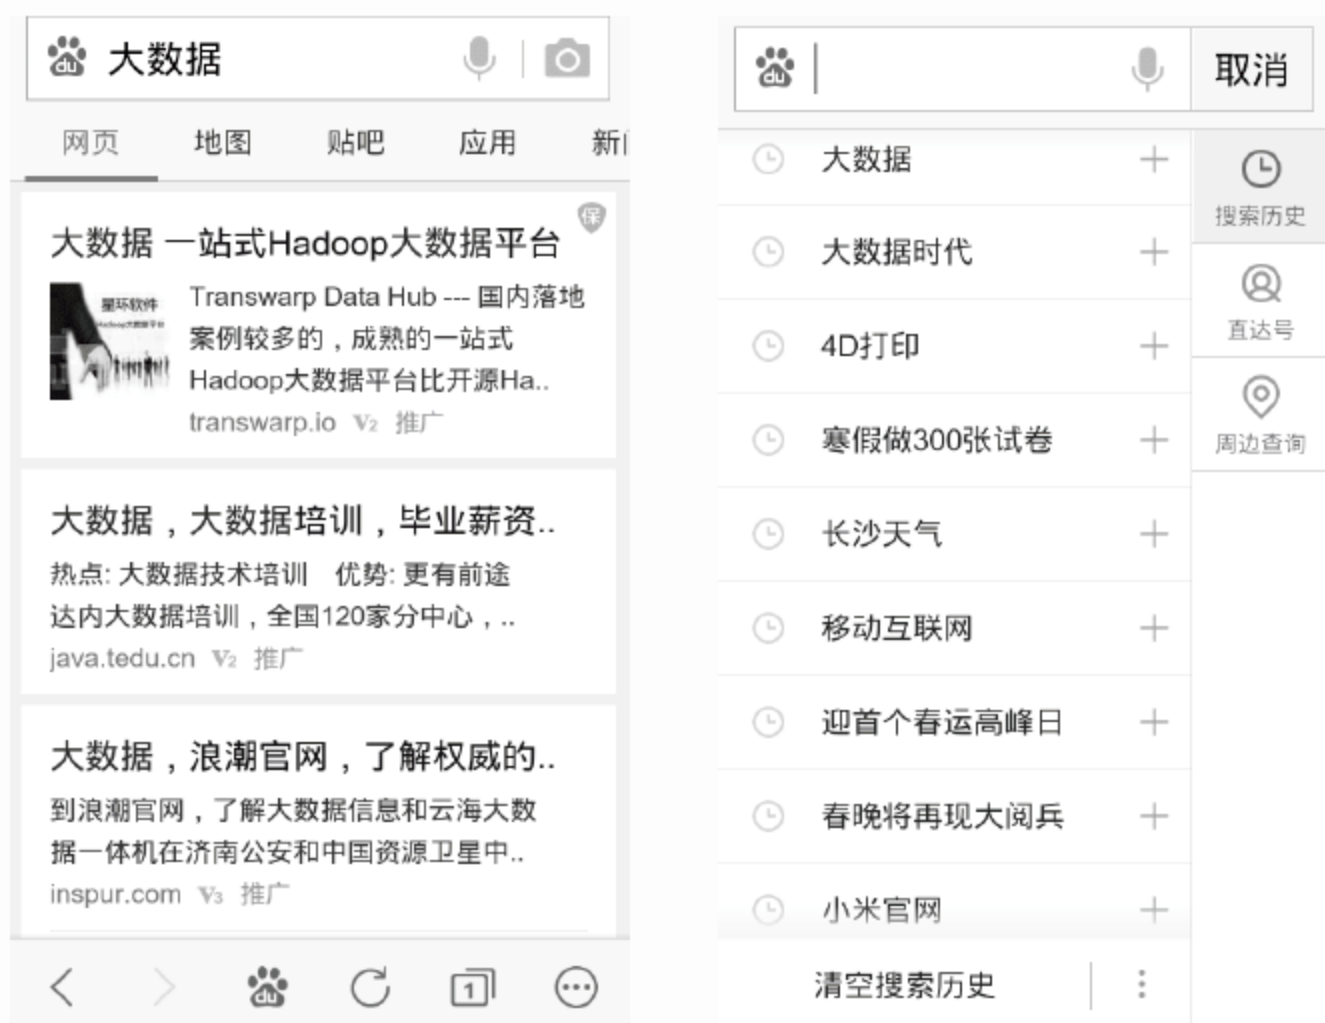 大数据
网页 地图 贴吧 应用
大数据 一站式Hadoop大数据平台
保
星环软件
Transwarp Data Hub --- 国内落地
案例较多的，成熟的一站式
Hadoop大数据平台比开源Ha..
transwarp.io V2 推广
大数据，大数据培训，毕业薪资..
热点: 大数据技术培训 优势: 更有前途
达内大数据培训，全国120家分中心，..
java.tedu.cn V2 推广
大数据，浪潮官网，了解权威的..
到浪潮官网，了解大数据信息和云海大数
据一体机在济南公安和中国资源卫星中..
inspur.com V3 推广
du
1
du
取消
大数据
大数据时代
4D打印
寒假做300张试卷
长沙天气
移动互联网
迎首个春运高峰日
春晚将再现大阅兵
小米官网
清空搜索历史
搜索历史
直达号
周边查询